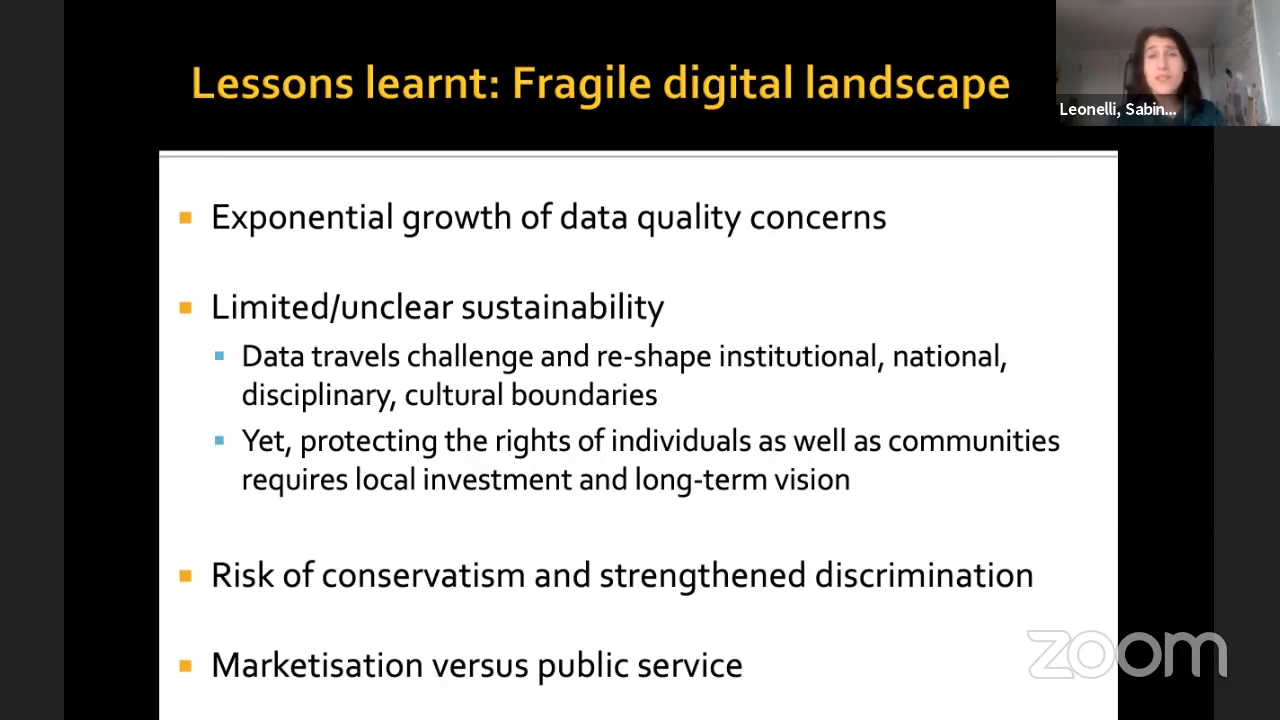 Lessons learnt: Fragile digital landscape
Leonelli, Sabin...
Exponential growth of data quality concerns
Limited/unclear sustainability
Data travels challenge and re-shape institutional, national,
disciplinary, cultural boundaries
Yet, protecting the rights of individuals as well as communities
requires local investment and long-term vision
Risk of conservatism and strengthened discrimination
Marketisation versus public service
zoom